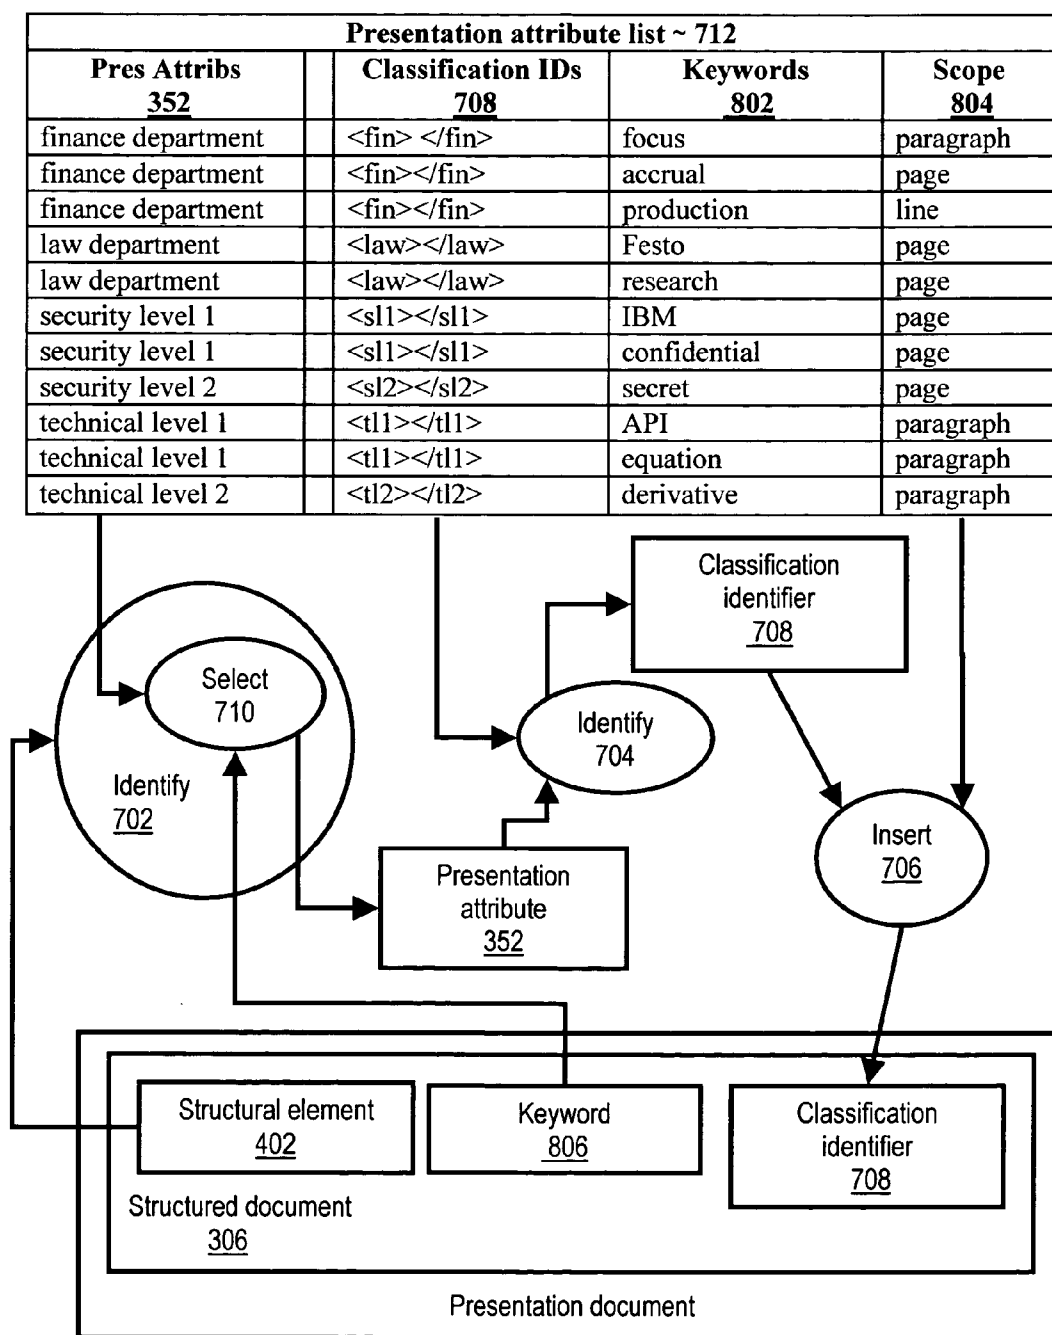 Presentation attribute list ~ 712
Pres Attribs Classification IDs Keywords Scope
352 708 802 804
finance department <fin> </fin> focus paragraph
finance department <fin></fin> accrual page
finance department <fin></fin> production line
law department <law></law> Festo page
law department <law></law> research page
security level 1 <sl1></sl1> IBM page
security level 1 <sl1></sl1> confidential page
security level 2 <sl2></sl2> secret page
technical level 1 <tl1></tl1> API paragraph
technical level 1 <tl1></tl1> equation paragraph
technical level 2 <tl2></tl2> derivative paragraph
Classification
identifier
708
Select
710
Identify
704
Identify
702
Insert
706
Presentation
attribute
352
Structural element
402
Keyword
806
Classification
identifier
708
Structured document
306
Presentation document